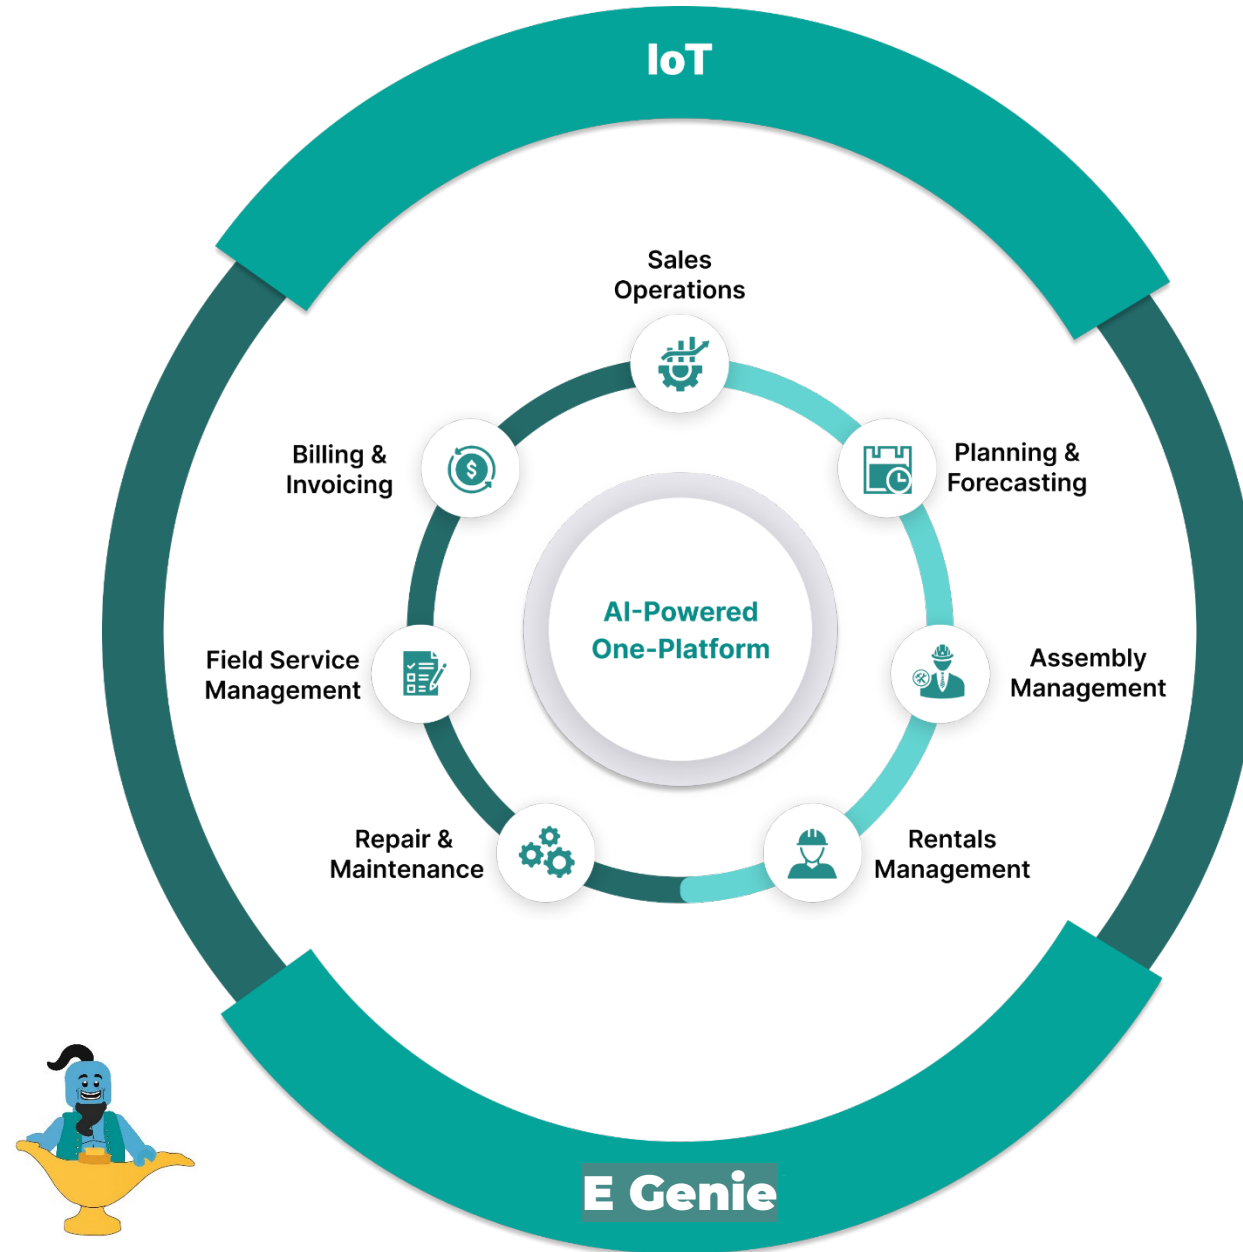 IoT
Sales
Operations
Planning &
Forecasting
Assembly
Management
Rentals
Management
Repair &
Maintenance
Field Service
Management
Billing &
Invoicing
$
AI-Powered
One-Platform
E Genie